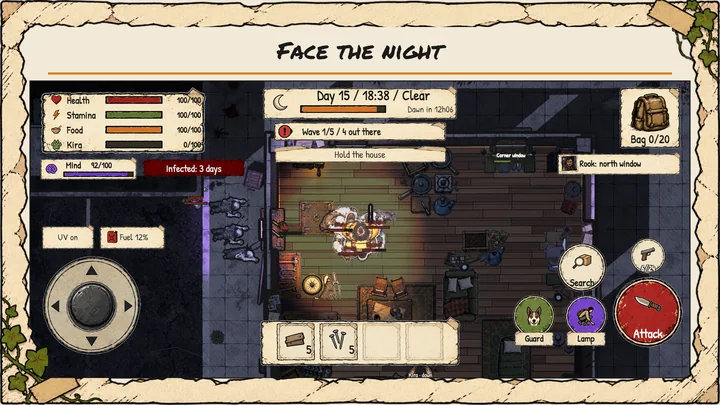 Face the night
Health 100/100
Stamina 100/100
Food 100/100
Kira 100/100
Mind 92/100
Infected: 3 days
Day 15 / 18:38 / Clear
Dawn in 12h06
Wave 1/5 / 4 out there
Hold the house
Bag 0/20
Corner window
Rook: north window
UV on
Fuel 12%
Search
Guard
Lamp
Attack
5
5